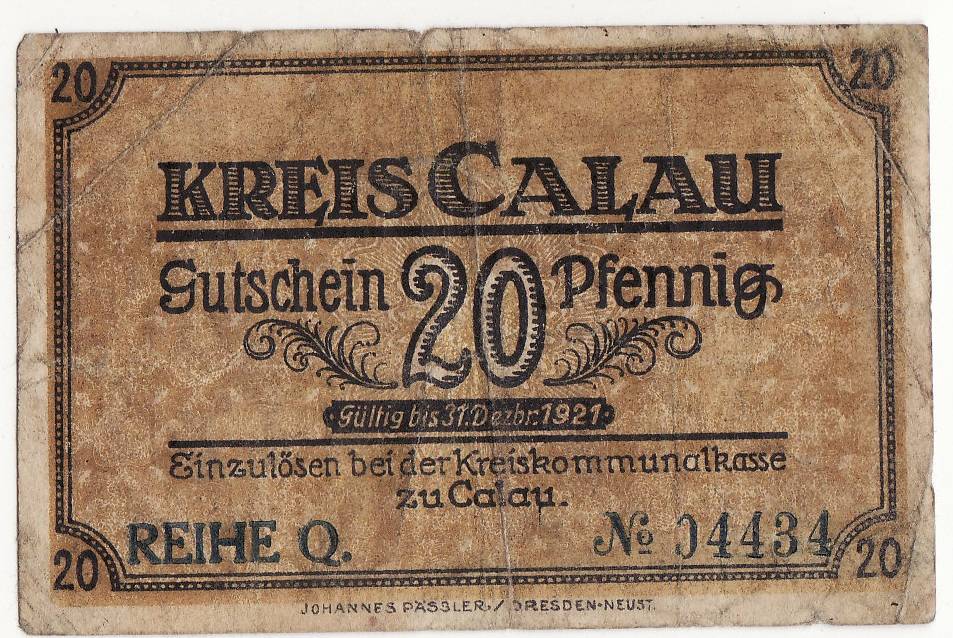 20 20
KREIS CALAU
Gutschein 20 Pfennig
Gültig bis 31. Dezbr. 1921
Einzulösen bei der Kreiskommunalkasse
zu Calau.
REIHE Q. № 04434
20 20
JOHANNES PÄSSLER, / DRESDEN-NEUST.